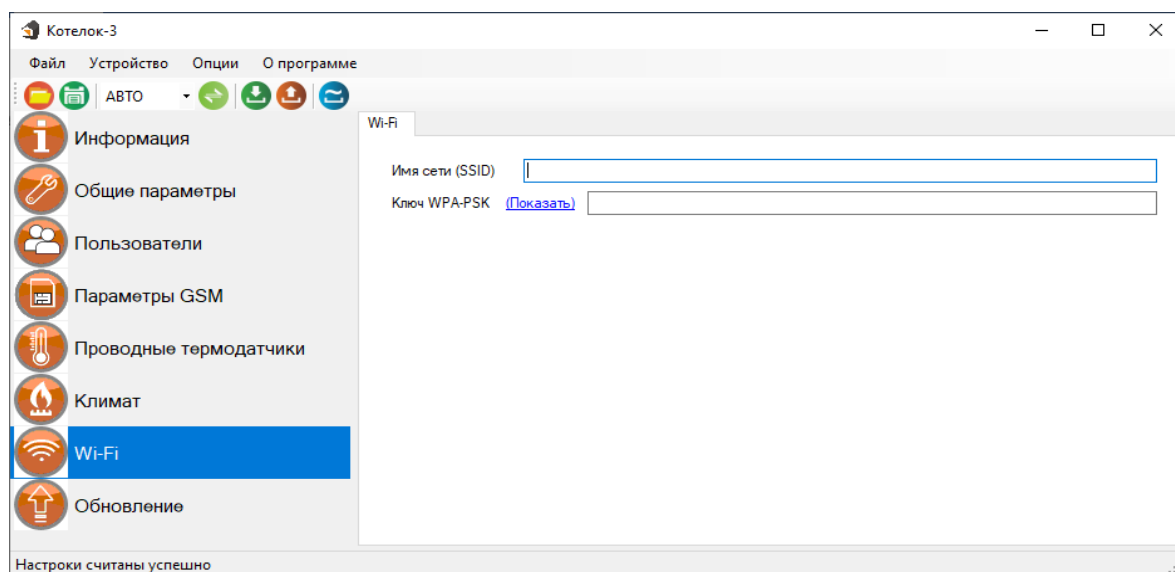 Котелок-3
Файл Устройство Опции О программе
АВТО
Информация
Общие параметры
Пользователи
Параметры GSM
Проводные термодатчики
Климат
Wi-Fi
Обновление
Wi-Fi
Имя сети (SSID)
Ключ WPA-PSK (Показать)
Настроки считаны успешно